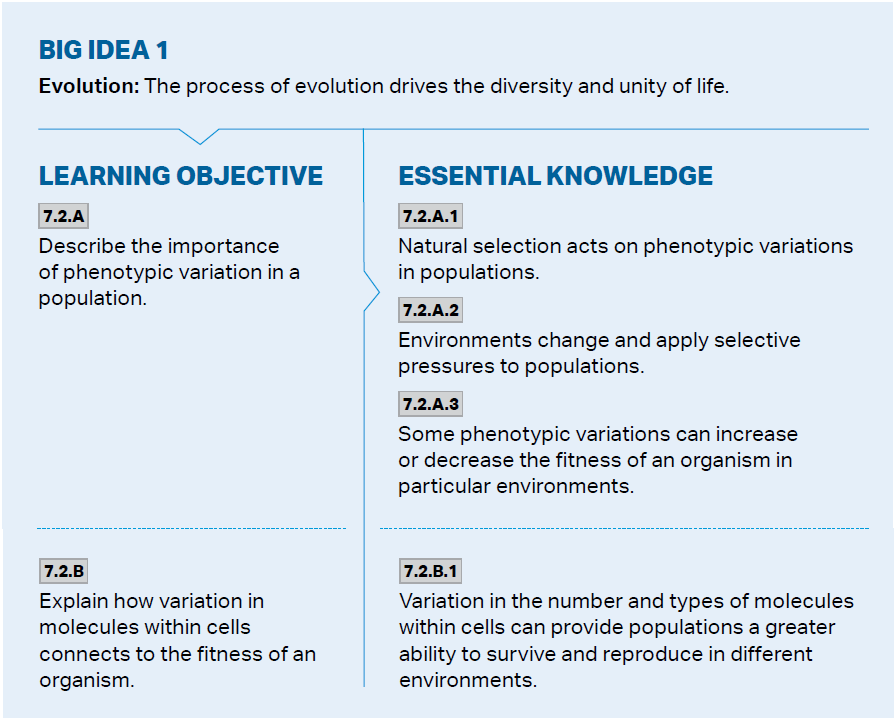 BIG IDEA 1
Evolution: The process of evolution drives the diversity and unity of life.
LEARNING OBJECTIVE
7.2.A
Describe the importance
of phenotypic variation in a
population.
ESSENTIAL KNOWLEDGE
7.2.A.1
Natural selection acts on phenotypic variations
in populations.
7.2.A.2
Environments change and apply selective
pressures to populations.
7.2.A.3
Some phenotypic variations can increase
or decrease the fitness of an organism in
particular environments.
7.2.B
Explain how variation in
molecules within cells
connects to the fitness of an
organism.
7.2.B.1
Variation in the number and types of molecules
within cells can provide populations a greater
ability to survive and reproduce in different
environments.